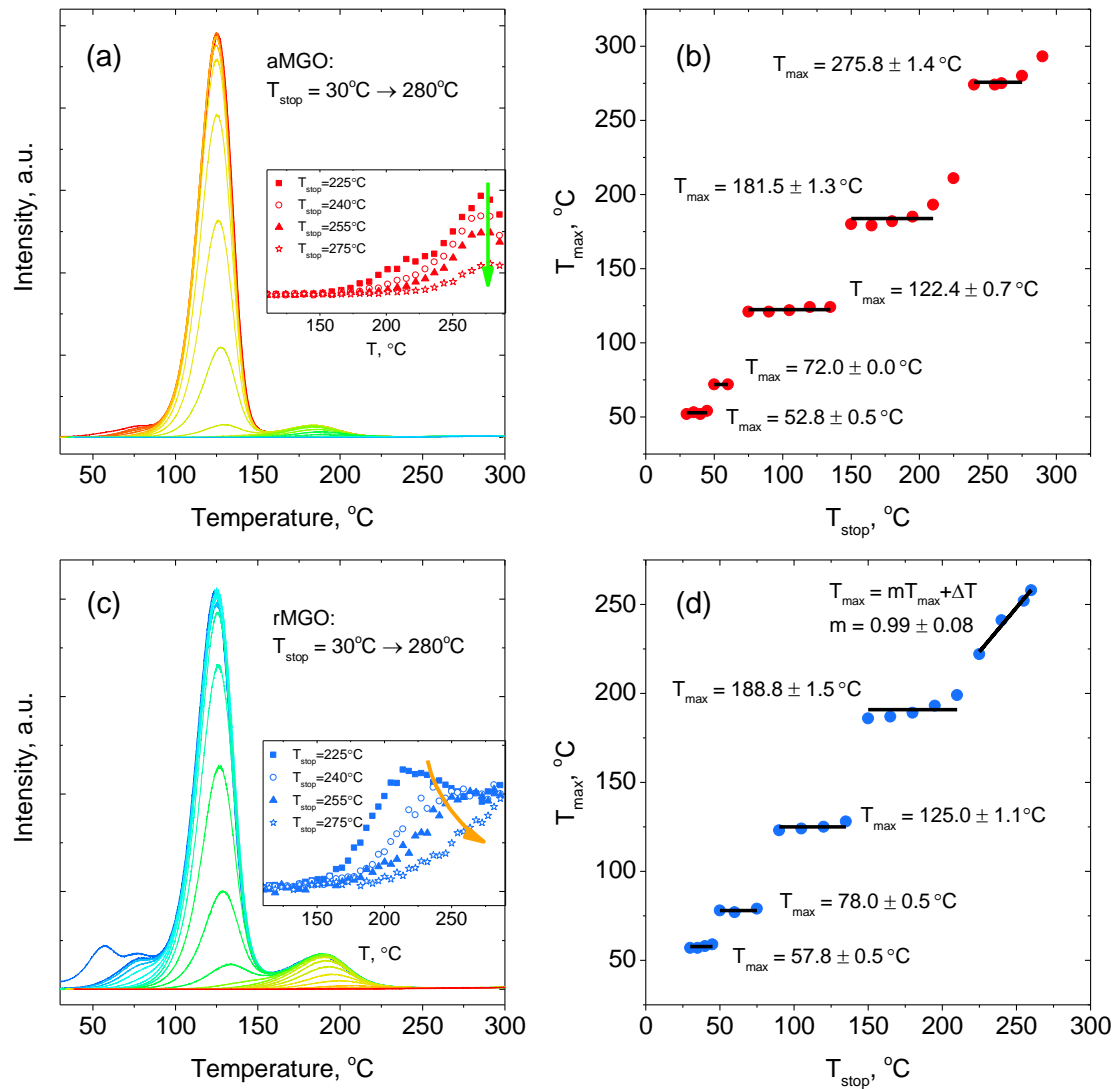 (a)
aMGO:
T_stop = 30°C → 280°C
Intensity, a.u.
T_stop=225°C
T_stop=240°C
T_stop=255°C
T_stop=275°C
150 200 250
T, °C
50 100 150 200 250 300
Temperature, °C
(b)
T_max, °C
300
250
200
150
100
50
T_max = 275.8 ± 1.4 °C
T_max = 181.5 ± 1.3 °C
T_max = 122.4 ± 0.7 °C
T_max = 72.0 ± 0.0 °C
T_max = 52.8 ± 0.5 °C
0 50 100 150 200 250 300
T_stop, °C
(c)
rMGO:
T_stop = 30°C → 280°C
Intensity, a.u.
T_stop=225°C
T_stop=240°C
T_stop=255°C
T_stop=275°C
150 200 250
T, °C
50 100 150 200 250 300
Temperature, °C
(d)
T_max, °C
250
200
150
100
50
T_max = mT_max+ΔT
m = 0.99 ± 0.08
T_max = 188.8 ± 1.5 °C
T_max = 125.0 ± 1.1°C
T_max = 78.0 ± 0.5 °C
T_max = 57.8 ± 0.5 °C
0 50 100 150 200 250 300
T_stop, °C